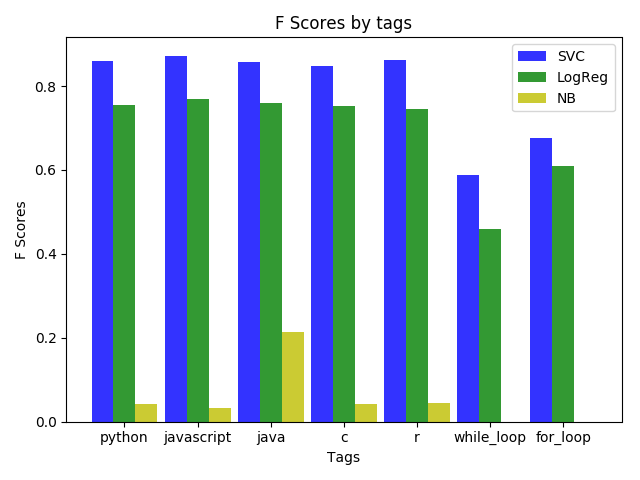 F Scores by tags
SVC
LogReg
NB
F Scores
0.8
0.6
0.4
0.2
0.0
python javascript java c r while_loop for_loop
Tags